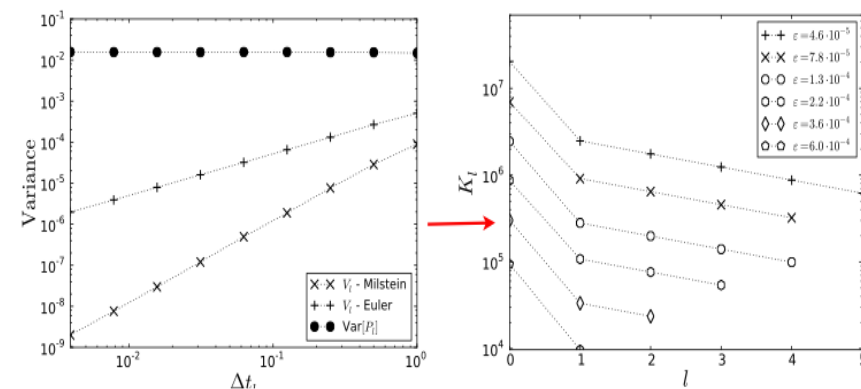 10^{-1}
10^{-2}
10^{-3}
10^{-4}
10^{-5}
10^{-6}
10^{-7}
10^{-8}
10^{-9}
Variance
V_l - Milstein
V_l - Euler
Var[P_l]
10^{-2} 10^{-1} 10^{0}
Δt_l
10^{7}
10^{6}
10^{5}
10^{4}
K_l
ε=4.6·10^{-5}
ε=7.8·10^{-5}
ε=1.3·10^{-4}
ε=2.2·10^{-4}
ε=3.6·10^{-4}
ε=6.0·10^{-4}
0 1 2 3 4 5
l